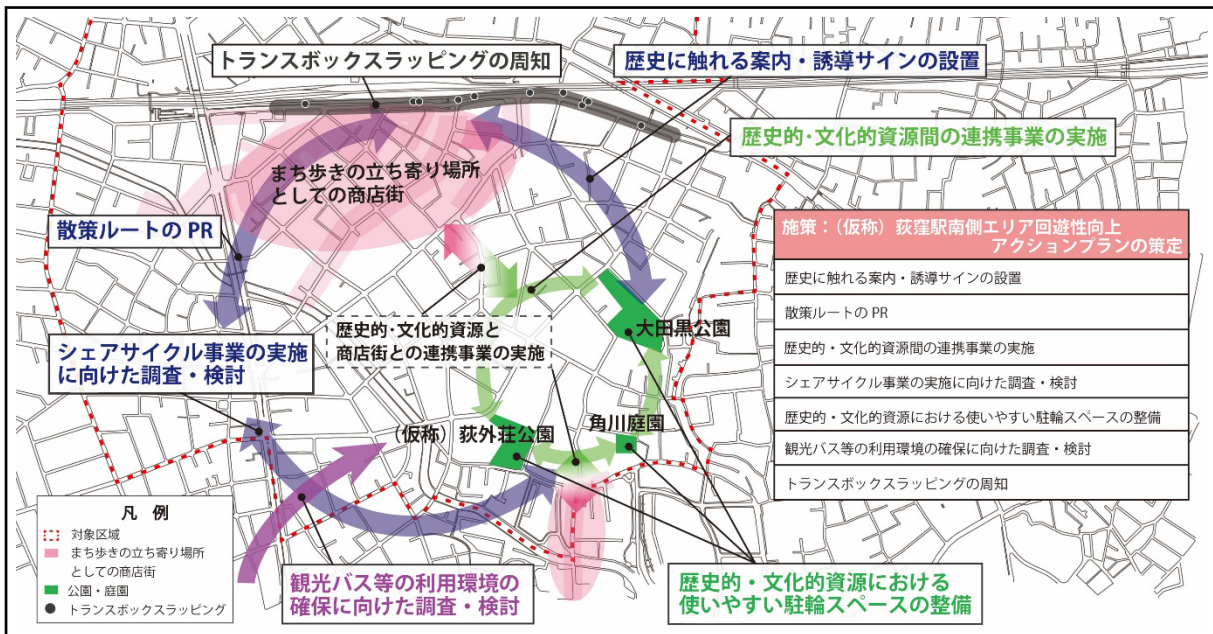 トランスボックスラッピングの周知
歴史に触れる案内・誘導サインの設置
歴史的・文化的資源間の連携事業の実施
まち歩きの立ち寄り場所
としての商店街
散策ルートの PR
シェアサイクル事業の実施
に向けた調査・検討
歴史的・文化的資源と
商店街との連携事業の実施
大田黒公園
(仮称)荻外荘公園
角川庭園
観光バス等の利用環境の
確保に向けた調査・検討
歴史的・文化的資源における
使いやすい駐輪スペースの整備
施策:(仮称)荻窪駅南側エリア回遊性向上
アクションプランの策定
歴史に触れる案内・誘導サインの設置
散策ルートの PR
歴史的・文化的資源間の連携事業の実施
シェアサイクル事業の実施に向けた調査・検討
歴史的・文化的資源における使いやすい駐輪スペースの整備
観光バス等の利用環境の確保に向けた調査・検討
トランスボックスラッピングの周知
凡 例
対象区域
まち歩きの立ち寄り場所
としての商店街
公園・庭園
トランスボックスラッピング